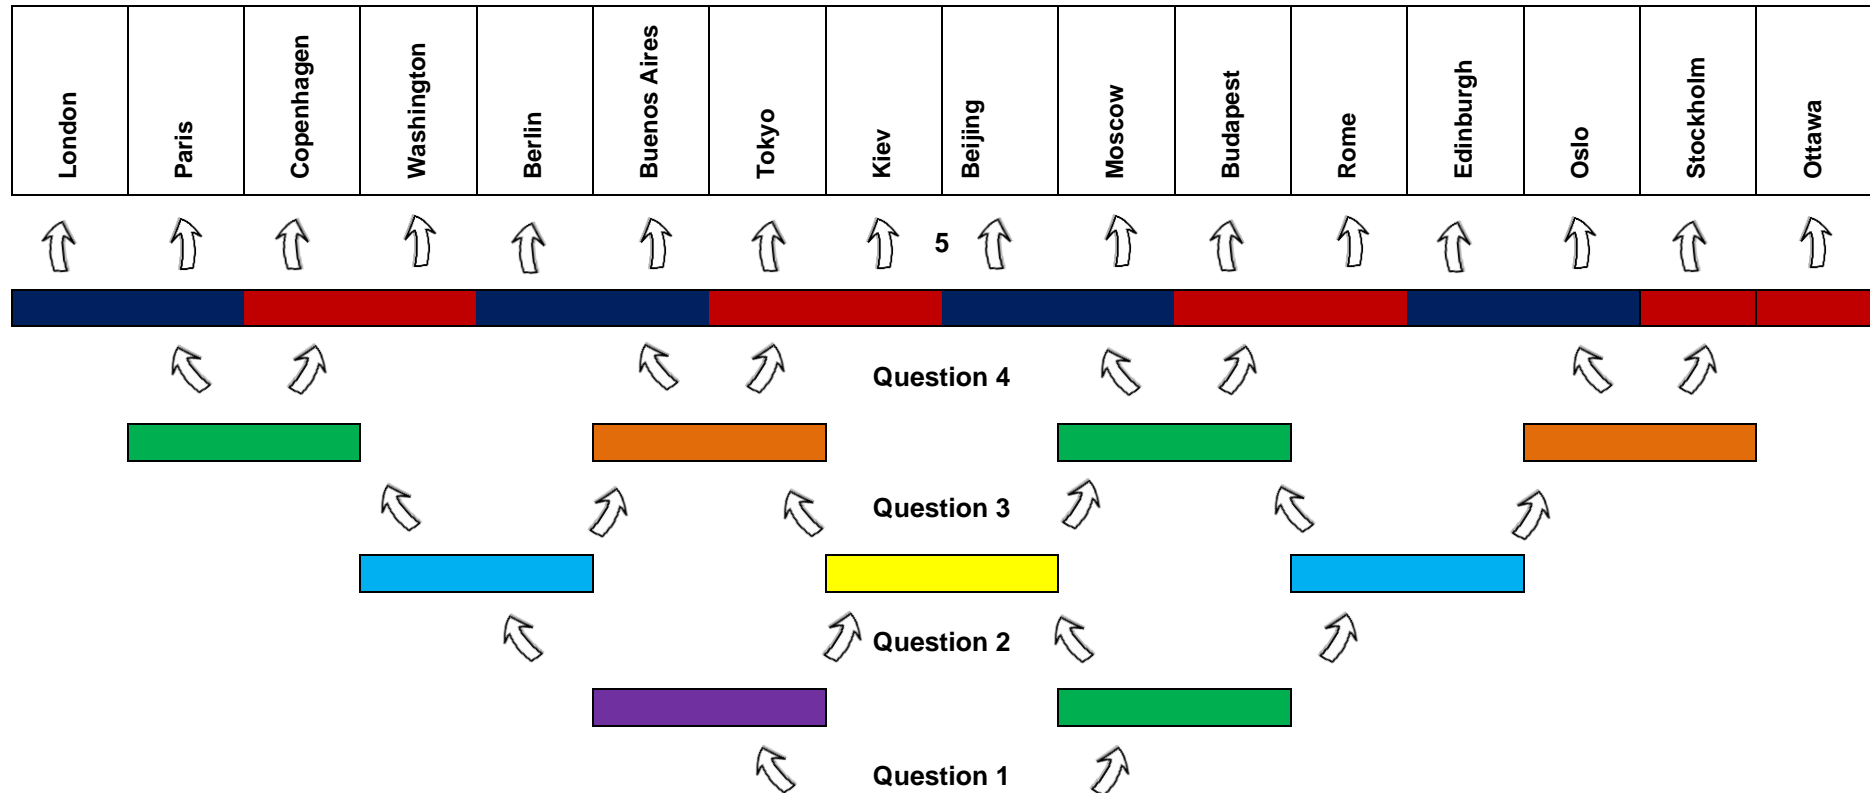 London
Paris
Copenhagen
Washington
Berlin
Buenos Aires
Tokyo
Kiev
Beijing
Moscow
Budapest
Rome
Edinburgh
Oslo
Stockholm
Ottawa
5
Question 4
Question 3
Question 2
Question 1